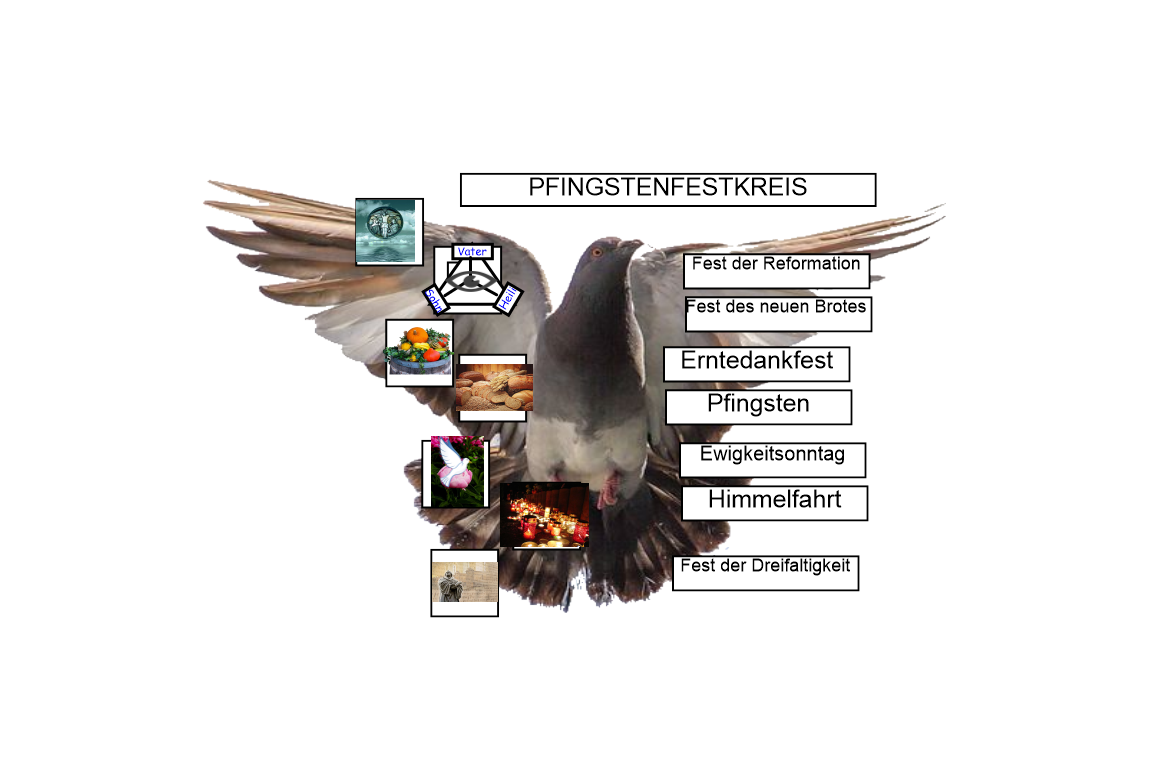 PFINGSTENFESTKREIS
Vater
Sohn
Heili
Fest der Reformation
Fest des neuen Brotes
Erntedankfest
Pfingsten
Ewigkeitsonntag
Himmelfahrt
Fest der Dreifaltigkeit